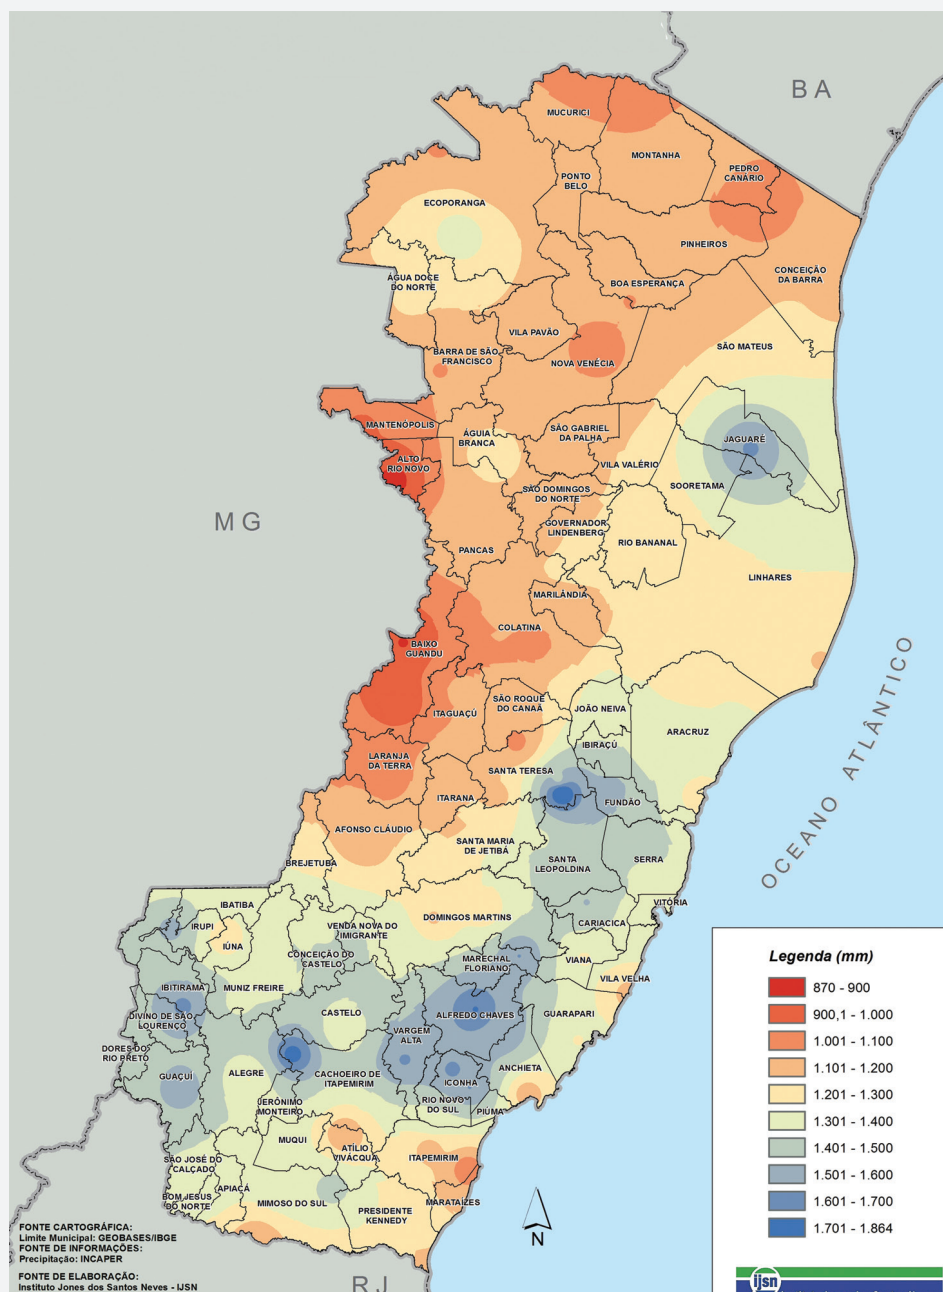 BA
MUCURICI
MONTANHA
PEDRO
CANÁRIO
PONTO
BELO
ECOPORANGA
PINHEIROS
CONCEIÇÃO
DA BARRA
ÁGUA DOCE
DO NORTE
BOA ESPERANÇA
VILA PAVÃO
SÃO MATEUS
BARRA DE SÃO
FRANCISCO
NOVA VENÉCIA
MANTENÓPOLIS
ÁGUIA
BRANCA
SÃO GABRIEL
DA PALHA
JAGUARÉ
ALTO
RIO NOVO
VILA VALÉRIO
SOORETAMA
SÃO DOMINGOS
DO NORTE
MG
GOVERNADOR
LINDENBERG
RIO BANANAL
PANCAS
LINHARES
MARILÂNDIA
COLATINA
BAIXO
GUANDU
OCEANO ATLÂNTICO
SÃO ROQUE
DO CANAÃ
ITAGUAÇÚ
JOÃO NEIVA
ARACRUZ
IBIRAÇÚ
LARANJA
DA TERRA
SANTA TERESA
ITARANA
FUNDÃO
AFONSO CLÁUDIO
SANTA MARIA
DE JETIBÁ
BREJETUBA
SANTA
LEOPOLDINA
SERRA
IBATIBA
VITÓRIA
IRUPI
VENDA NOVA DO
IMIGRANTE
DOMINGOS MARTINS
CARIACICA
IÚNA
CONCEIÇÃO DO
CASTELO
MARECHAL
FLORIANO
VIANA
VILA VELHA
IBITIRAMA
MUNIZ FREIRE
DIVINO DE SÃO
LOURENÇO
CASTELO
ALFREDO CHAVES
GUARAPARI
VARGEM
ALTA
DORES DO
RIO PRETO
GUAÇUÍ
ALEGRE
CACHOEIRO DE
ITAPEMIRIM
ICONHA
ANCHIETA
JERÔNIMO
MONTEIRO
RIO NOVO
DO SUL
PIÚMA
MUQUI
ATÍLIO
VIVÁCQUA
ITAPEMIRIM
SÃO JOSÉ DO
CALÇADO
APIACÁ
BOM JESUS
DO NORTE
MIMOSO DO SUL
PRESIDENTE
KENNEDY
MARATAÍZES
RJ
N
FONTE CARTOGRÁFICA:
Limite Municipal: GEOBASES/IBGE
FONTE DE INFORMAÇÕES:
Precipitação: INCAPER
FONTE DE ELABORAÇÃO:
Instituto Jones dos Santos Neves - IJSN
Legenda (mm)
870 - 900
900,1 - 1.000
1.001 - 1.100
1.101 - 1.200
1.201 - 1.300
1.301 - 1.400
1.401 - 1.500
1.501 - 1.600
1.601 - 1.700
1.701 - 1.864
ijsn